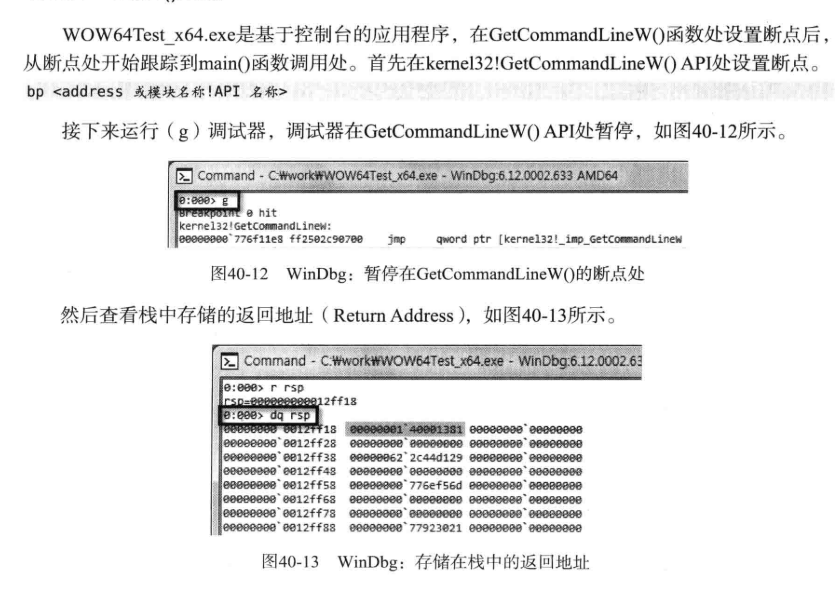 WOW64Test_x64.exe是基于控制台的应用程序，在GetCommandLineW()函数处设置断点后，
从断点处开始跟踪到main()函数调用处。首先在kernel32!GetCommandLineW() API处设置断点。
bp <address 或模块名称!API 名称>
接下来运行（g）调试器，调试器在GetCommandLineW() API处暂停，如图40-12所示。
Command - C:₩work₩WOW64Test_x64.exe - WinDbg:6.12.0002.633 AMD64
0:000> g
Breakpoint 0 hit
kernel32!GetCommandLineW:
00000000`776f11e8 ff2502c90700 jmp qword ptr [kernel32!_imp_GetCommandLineW
图40-12 WinDbg：暂停在GetCommandLineW()的断点处
然后查看栈中存储的返回地址（Return Address），如图40-13所示。
Command - C:₩work₩WOW64Test_x64.exe - WinDbg:6.12.0002.63
0:000> r rsp
rsp=000000000012ff18
0:000> dq rsp
00000000`0012ff18 00000001`40001381 00000000`00000000
00000000`0012ff28 00000000`00000000 00000000`00000000
00000000`0012ff38 00000062`2c44d129 00000000`00000000
00000000`0012ff48 00000000`00000000 00000000`00000000
00000000`0012ff58 00000000`776ef56d 00000000`00000000
00000000`0012ff68 00000000`00000000 00000000`00000000
00000000`0012ff78 00000000`00000000 00000000`00000000
00000000`0012ff88 00000000`77923021 00000000`00000000
图40-13 WinDbg：存储在栈中的返回地址